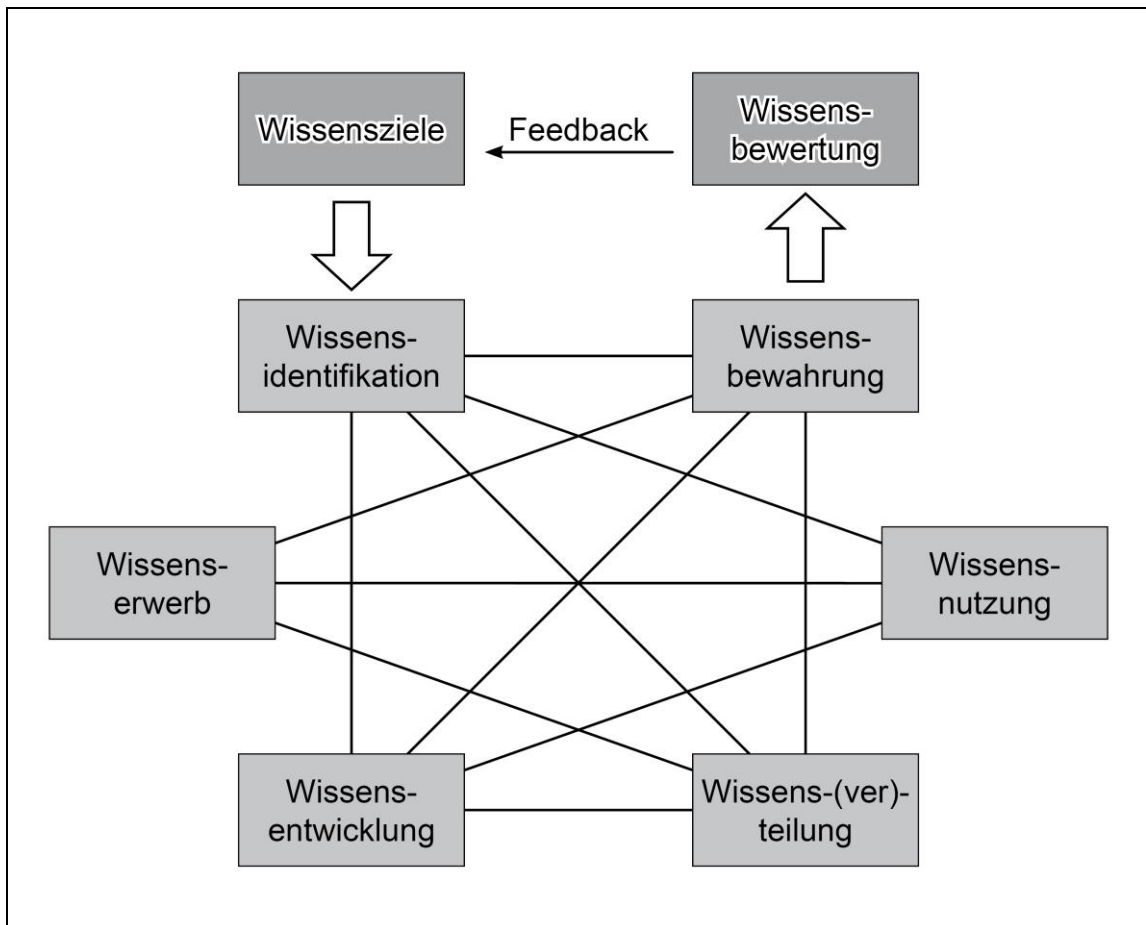 Wissensziele
Feedback
Wissens-
bewertung
Wissens-
identifikation
Wissens-
bewahrung
Wissens-
erwerb
Wissens-
nutzung
Wissens-
entwicklung
Wissens-(ver)-
teilung